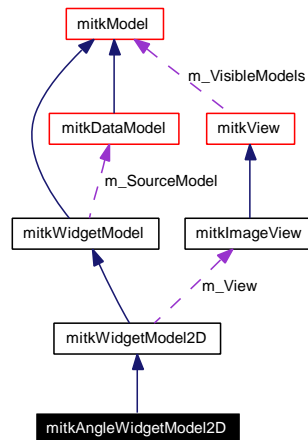 mitkModel
m_VisibleModels
mitkDataModel
mitkView
m_SourceModel
mitkWidgetModel
mitkImageView
m_View
mitkWidgetModel2D
mitkAngleWidgetModel2D